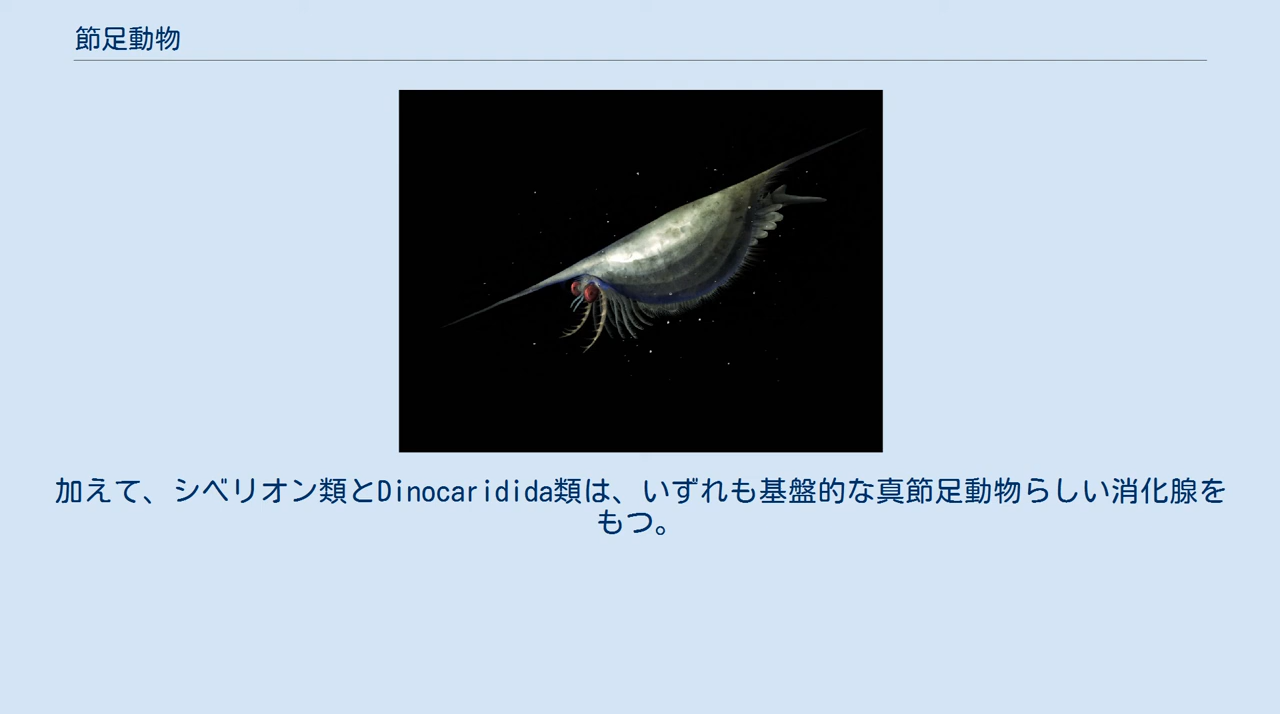 節足動物
加えて、シベリオン類とDinocaridida類は、いずれも基盤的な真節足動物らしい消化腺を
もつ。